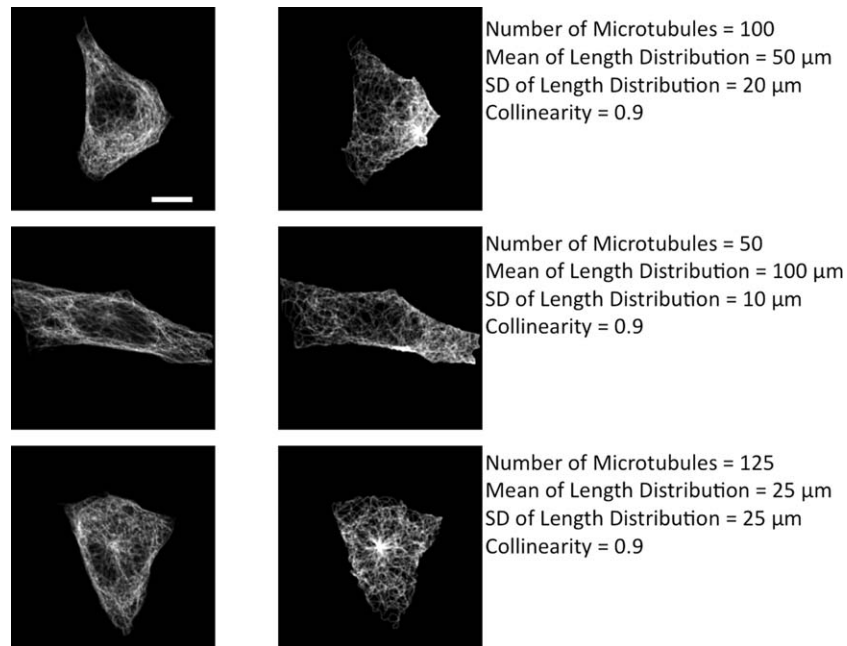 Number of Microtubules = 100
Mean of Length Distribution = 50 µm
SD of Length Distribution = 20 µm
Collinearity = 0.9
Number of Microtubules = 50
Mean of Length Distribution = 100 µm
SD of Length Distribution = 10 µm
Collinearity = 0.9
Number of Microtubules = 125
Mean of Length Distribution = 25 µm
SD of Length Distribution = 25 µm
Collinearity = 0.9